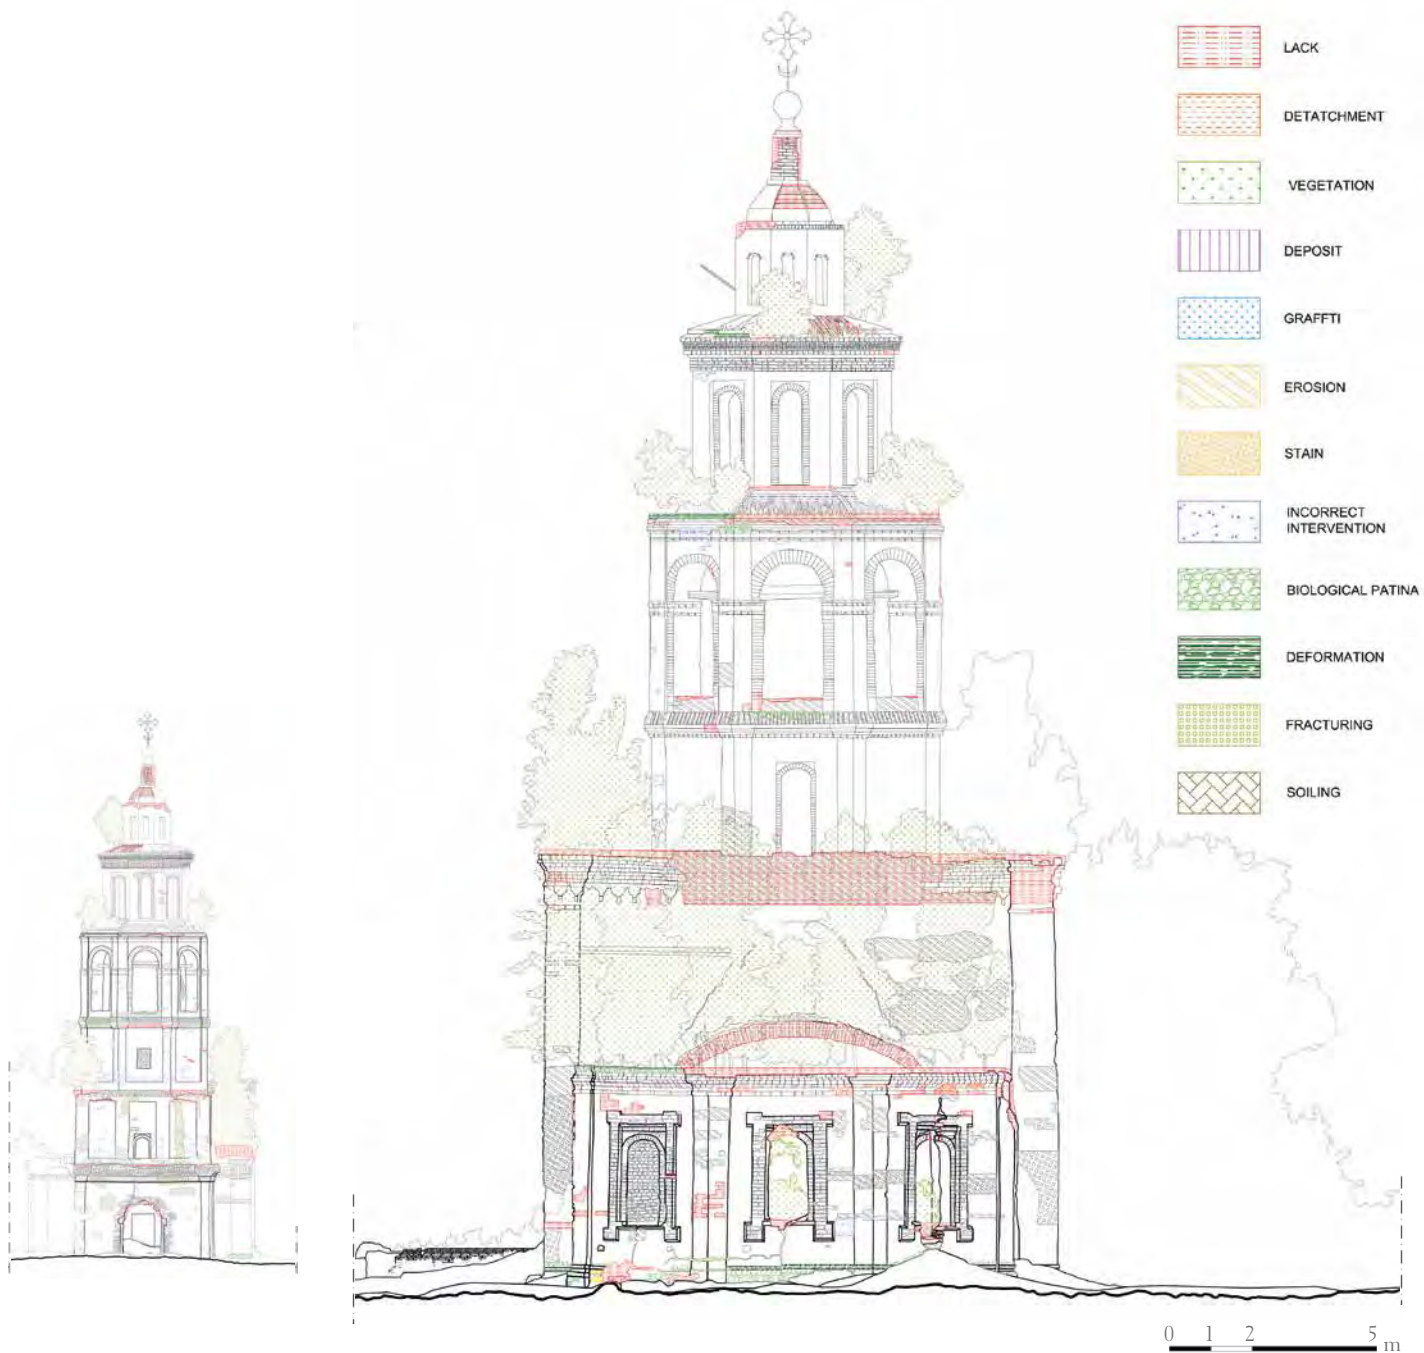 LACK
DETATCHMENT
VEGETATION
DEPOSIT
GRAFFTI
EROSION
STAIN
INCORRECT
INTERVENTION
BIOLOGICAL PATINA
DEFORMATION
FRACTURING
SOILING
0 1 2 5 m